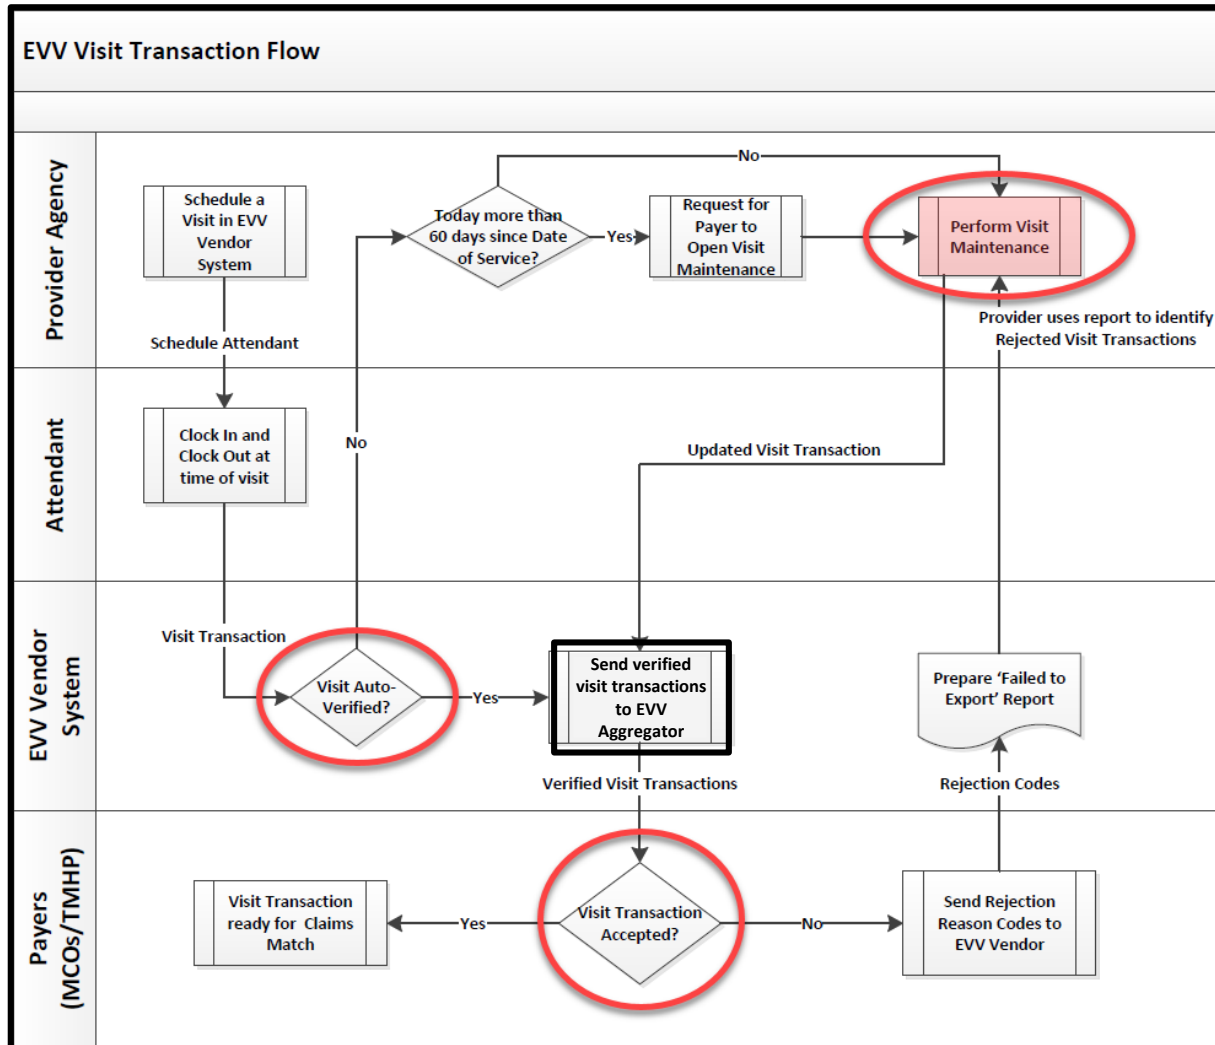 EVV Visit Transaction Flow
Provider Agency
Schedule a
Visit in EVV
Vendor
System
Schedule Attendant
Today more than
60 days since Date
of Service?
No
Yes
Request for
Payer to
Open Visit
Maintenance
Perform Visit
Maintenance
Provider uses report to identify
Rejected Visit Transactions
Attendant
Clock In and
Clock Out at
time of visit
No
Updated Visit Transaction
EVV Vendor
System
Visit Transaction
Visit Auto-
Verified?
Yes
Send verified
visit transactions
to EVV
Aggregator
Verified Visit Transactions
Prepare ‘Failed to
Export’ Report
Rejection Codes
Payers
(MCOs/TMHP)
Visit Transaction
ready for Claims
Match
Yes
Visit Transaction
Accepted?
No
Send Rejection
Reason Codes to
EVV Vendor